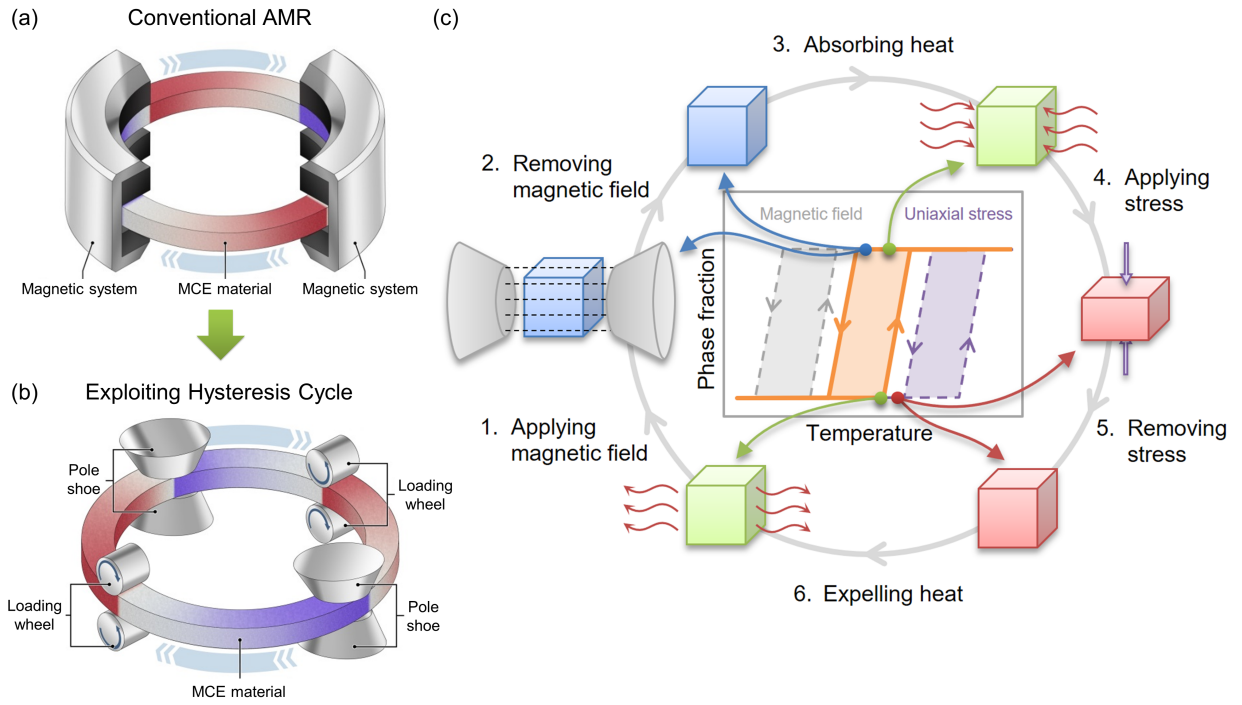 (a)
Conventional AMR
Magnetic system
MCE material
Magnetic system
(b)
Exploiting Hysteresis Cycle
Pole
shoe
Loading
wheel
Loading
wheel
Pole
shoe
MCE material
(c)
3. Absorbing heat
2. Removing
magnetic field
4. Applying
stress
Magnetic field
Uniaxial stress
Phase fraction
Temperature
1. Applying
magnetic field
5. Removing
stress
6. Expelling heat